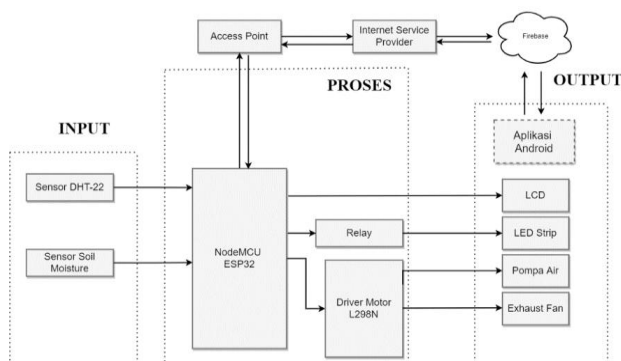 Access Point
Internet Service
Provider
Firebase
PROSES
OUTPUT
INPUT
Aplikasi
Android
Sensor DHT-22
LCD
NodeMCU
ESP32
Relay
LED Strip
Sensor Soil
Moisture
Driver Motor
L298N
Pompa Air
Exhaust Fan